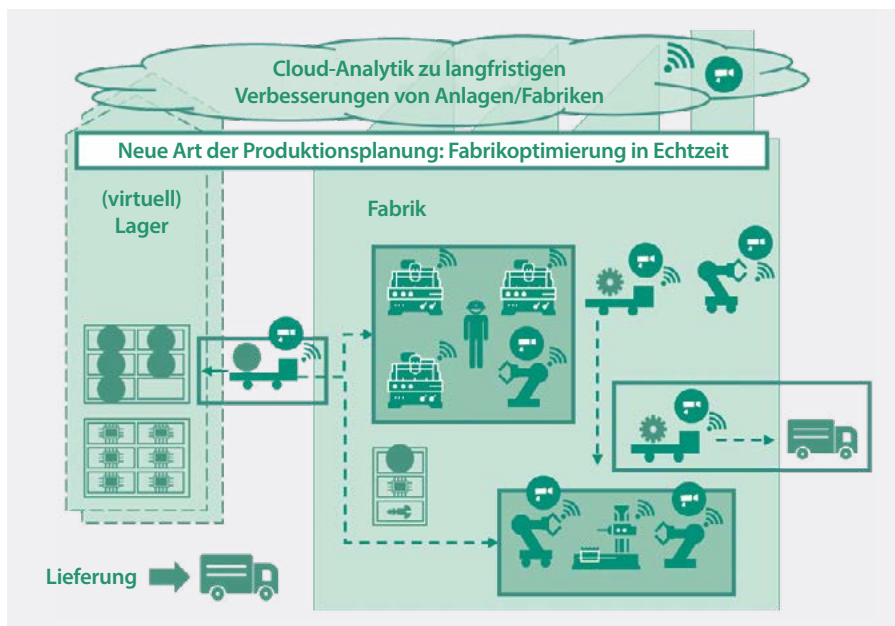 Cloud-Analytik zu langfristigen
Verbesserungen von Anlagen/Fabriken
Neue Art der Produktionsplanung: Fabrikoptimierung in Echtzeit
(virtuell)
Lager
Fabrik
Lieferung